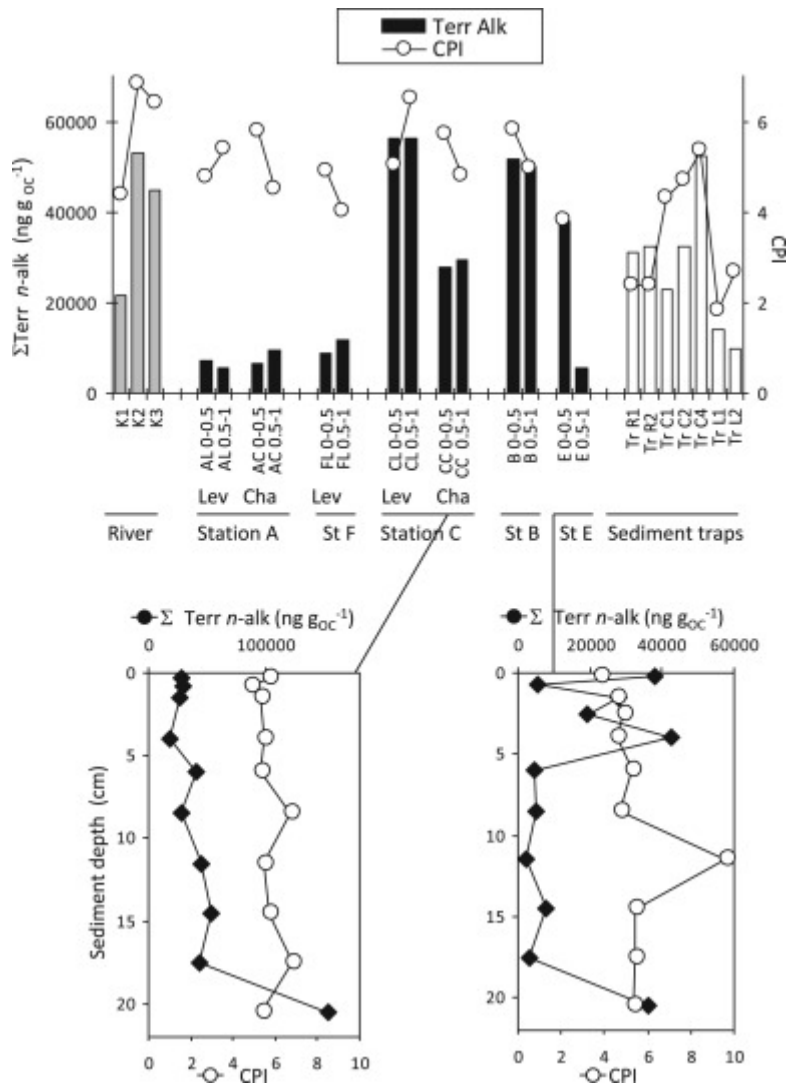 Terr Alk
CPI
ΣTerr n-alk (ng g OC⁻¹)
60000
40000
20000
0
CPI
6
4
2
0
K1
K2
K3
AL 0-0.5
AL 0.5-1
AC 0-0.5
AC 0.5-1
FL 0-0.5
FL 0.5-1
CL 0-0.5
CL 0.5-1
CC 0-0.5
CC 0.5-1
B 0-0.5
B 0.5-1
E 0-0.5
E 0.5-1
Tr R1
Tr R2
Tr C1
Tr C2
Tr C4
Tr L1
Tr L2
Lev Cha Lev Lev Cha
River Station A St F Station C St B St E Sediment traps
Σ Terr n-alk (ng gOC⁻¹)
0 100000
Sediment depth (cm)
0
5
10
15
20
0 2 4 6 8 10
CPI
Σ Terr n-alk (ng gOC⁻¹)
0 20000 40000 60000
0
5
10
15
20
0 2 4 6 8 10
CPI